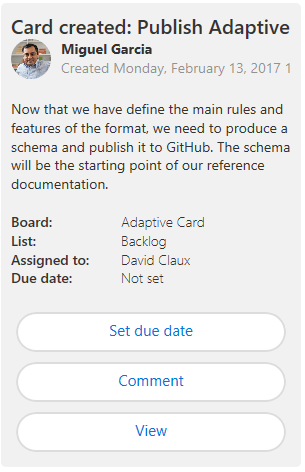 Card created: Publish Adaptive
Miguel Garcia
Created Monday, February 13, 2017 1
Now that we have define the main rules and
features of the format, we need to produce a
schema and publish it to GitHub. The schema
will be the starting point of our reference
documentation.
Board: Adaptive Card
List: Backlog
Assigned to: David Claux
Due date: Not set
Set due date
Comment
View